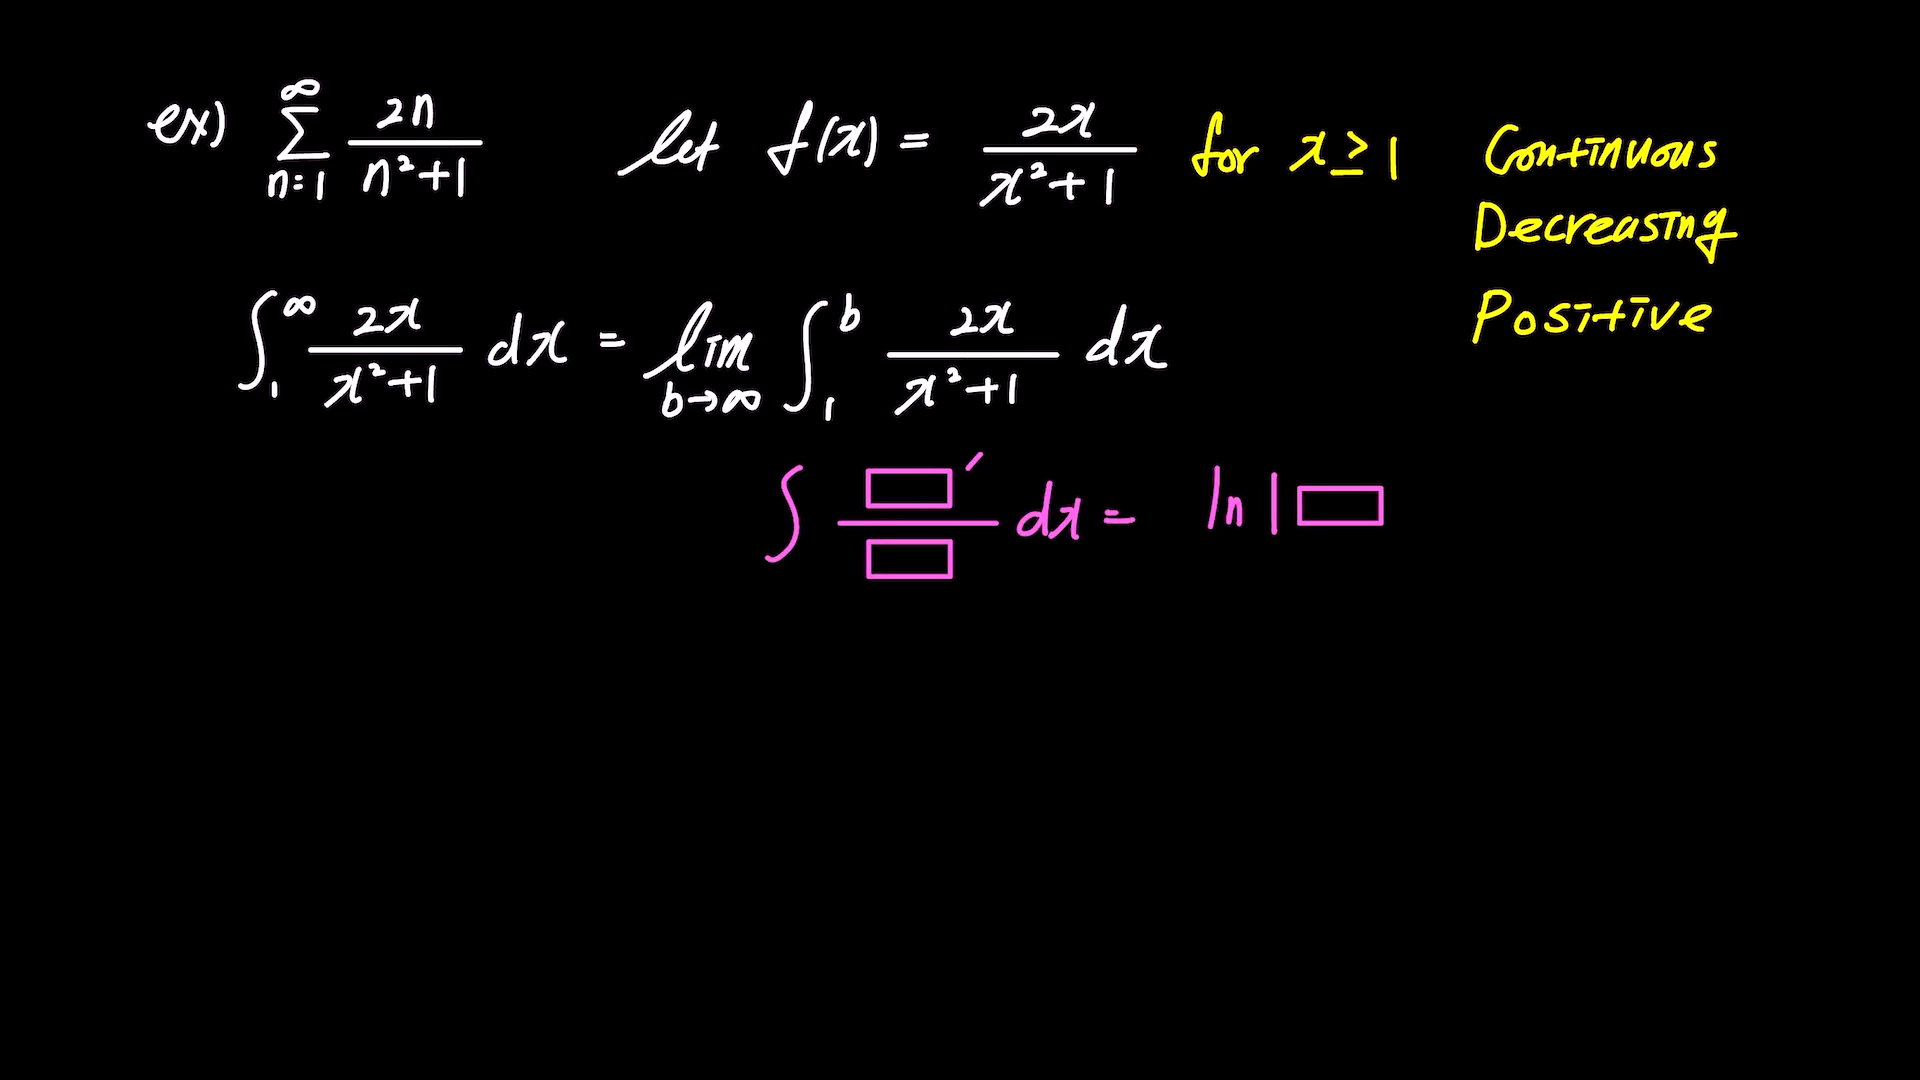 ex) ∑_{n=1}^{∞} 2n/(n²+1) let f(x) = 2x/(x²+1) for x ≥ 1 Continuous
Decreasing
Positive
∫_1^∞ 2x/(x²+1) dx = lim_{b→∞} ∫_1^b 2x/(x²+1) dx
∫ □′/□ dx = ln |□